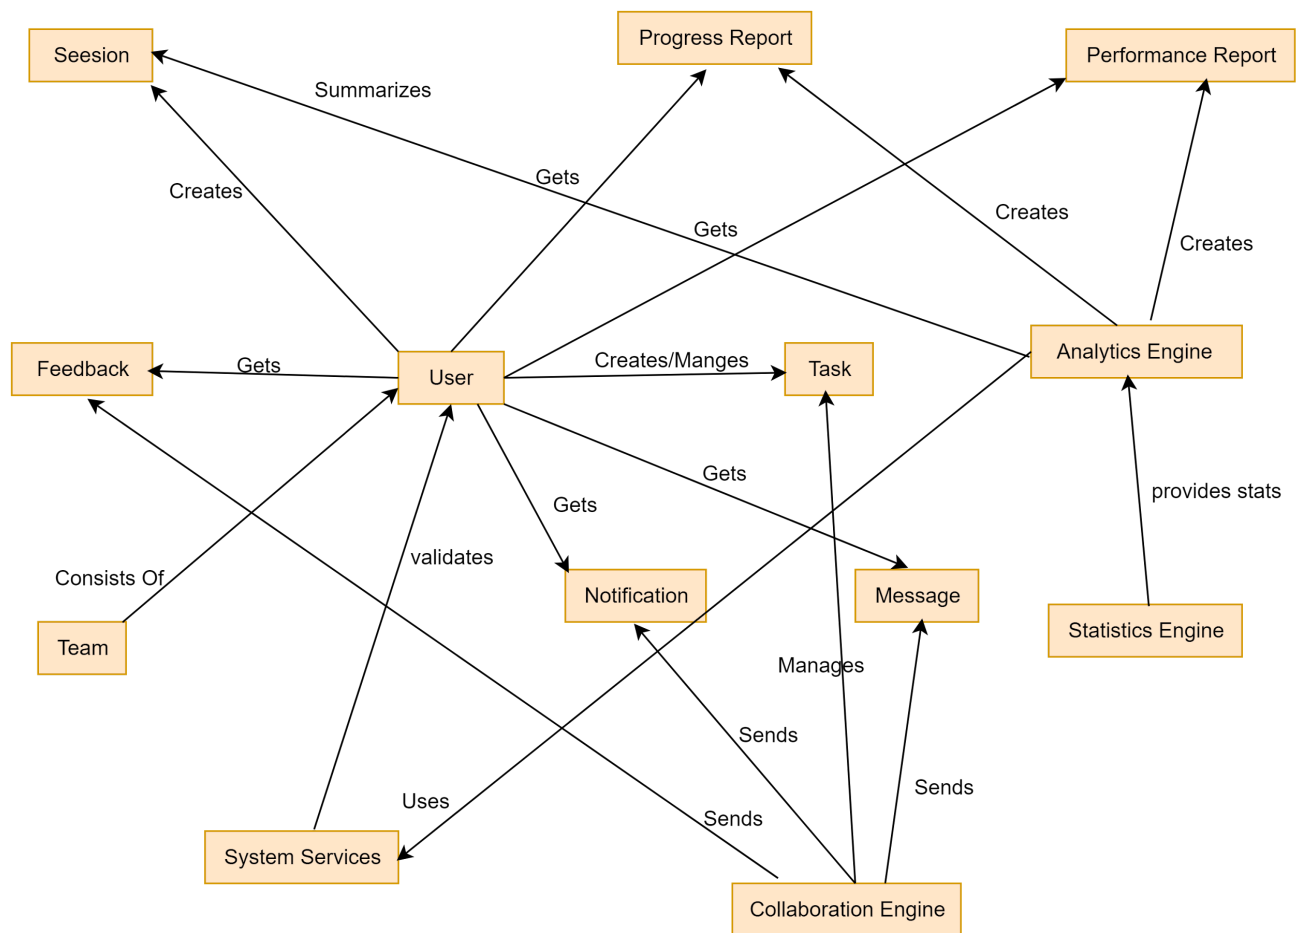 Progress Report
Seesion
Performance Report
Summarizes
Gets
Creates
Creates
Gets
Creates
Analytics Engine
Creates/Manges
Feedback
Gets
User
Task
Gets
provides stats
Gets
validates
Consists Of
Notification
Message
Statistics Engine
Team
Manages
Sends
Sends
Uses
Sends
System Services
Collaboration Engine